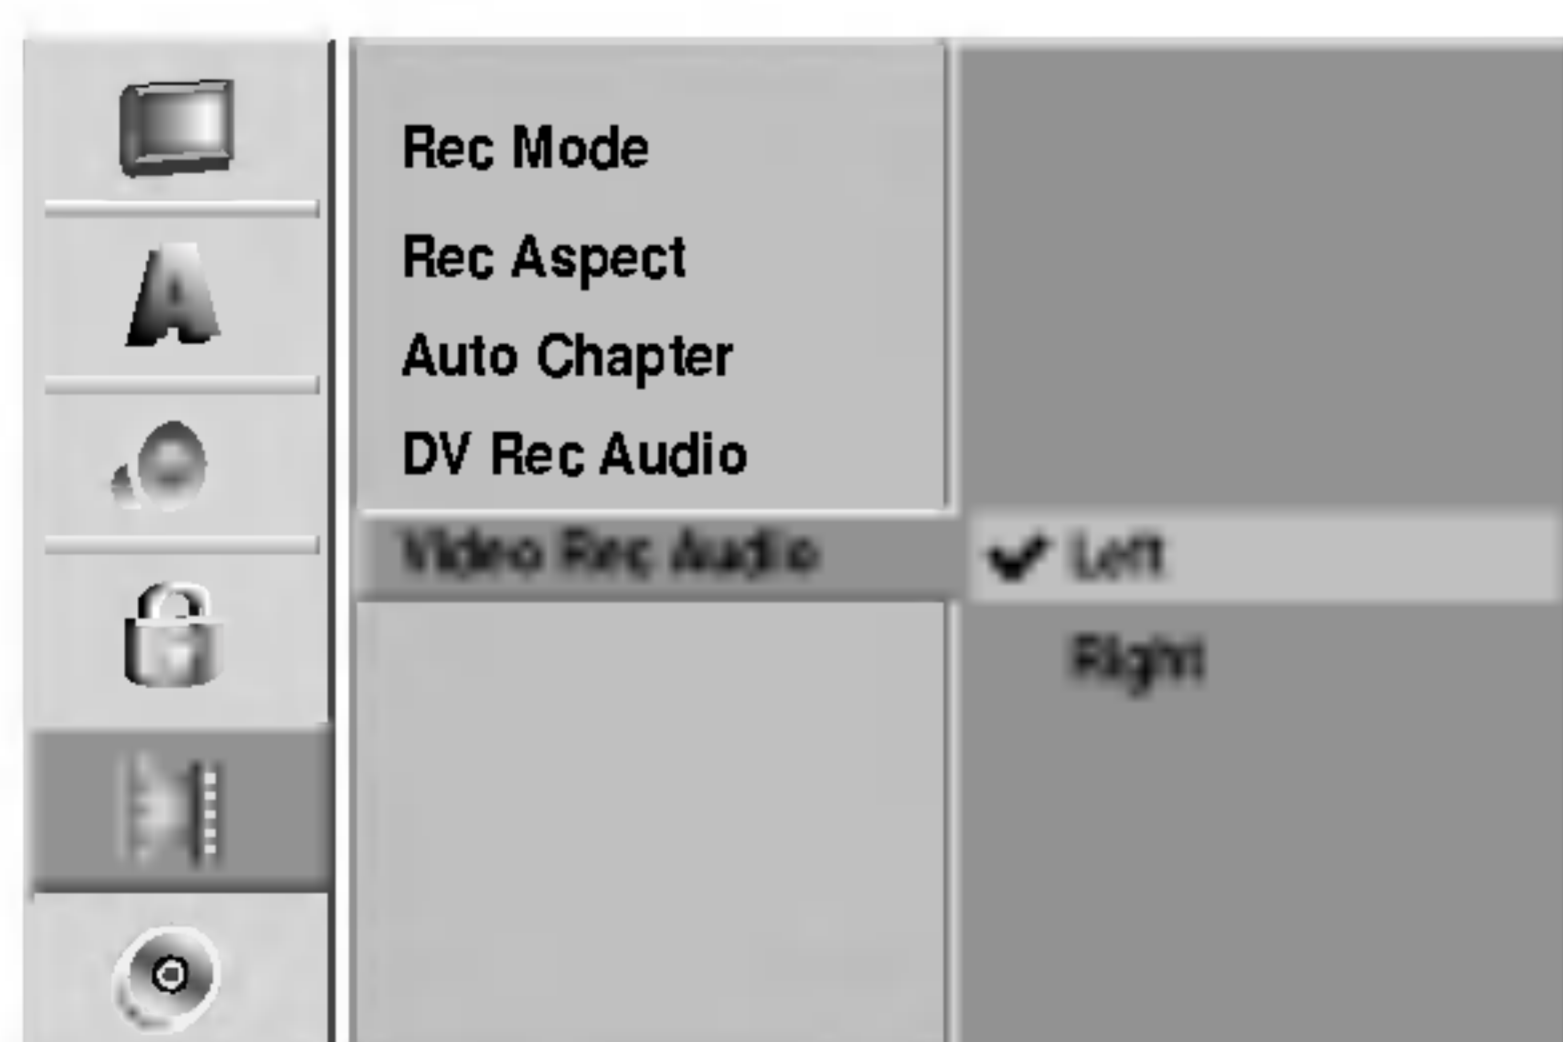 Rec Mode
Rec Aspect
Auto Chapter
DV Rec Audio
Video Rec Audio
Left
Right